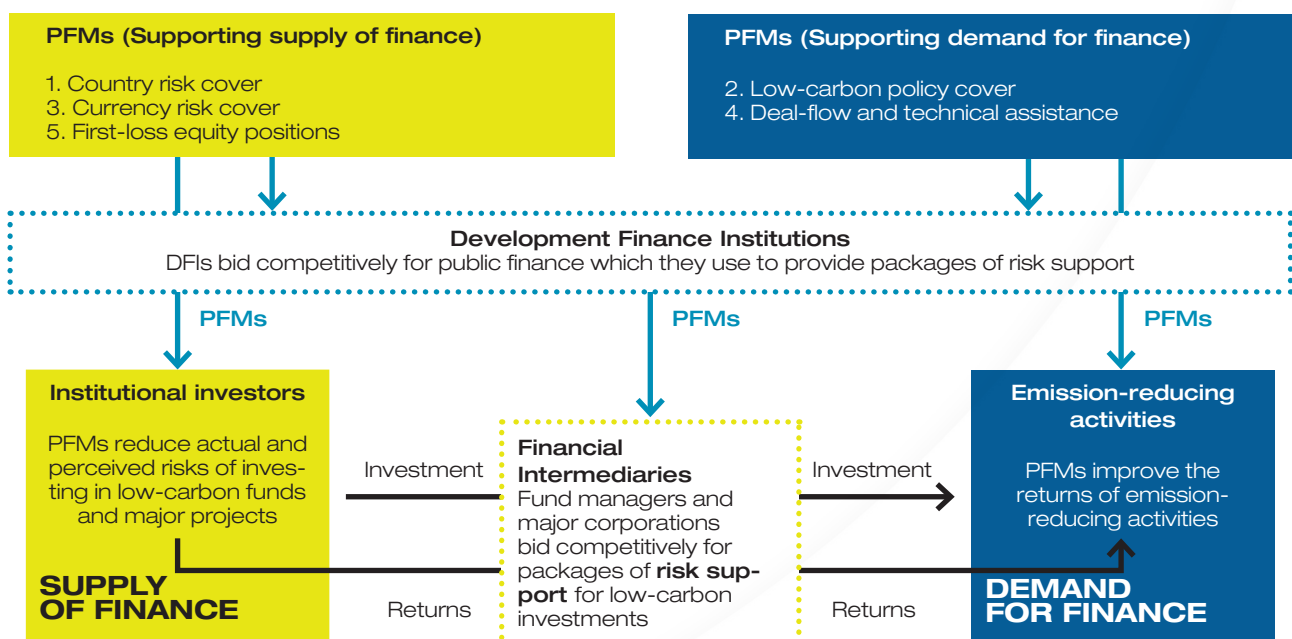 PFMs (Supporting supply of finance)
1. Country risk cover
3. Currency risk cover
5. First-loss equity positions
PFMs (Supporting demand for finance)
2. Low-carbon policy cover
4. Deal-flow and technical assistance
Development Finance Institutions
DFIs bid competitively for public finance which they use to provide packages of risk support
PFMs
PFMs
PFMs
Institutional investors
PFMs reduce actual and
perceived risks of inves-
ting in low-carbon funds
and major projects
SUPPLY
OF FINANCE
Investment
Returns
Financial
Intermediaries
Fund managers and
major corporations
bid competitively for
packages of risk sup-
port for low-carbon
investments
Investment
Returns
Emission-reducing
activities
PFMs improve the
returns of emission-
reducing activities
DEMAND
FOR FINANCE